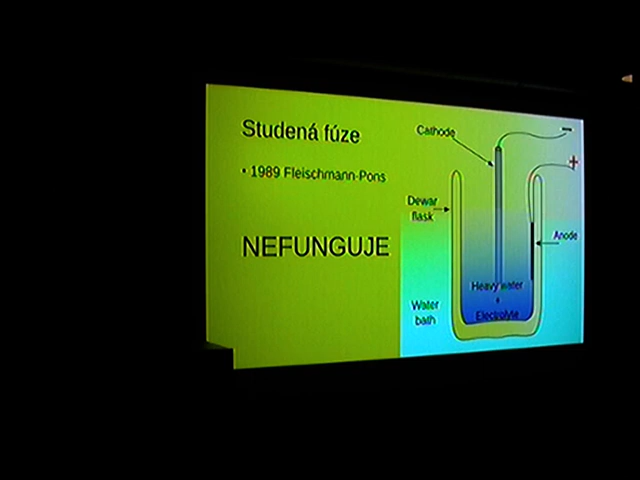 Studená fúze
• 1989 Fleischmann-Pons
NEFUNGUJE
Cathode
−
+
Dewar
flask
Anode
Heavy water
+
Electrolyte
Water
bath